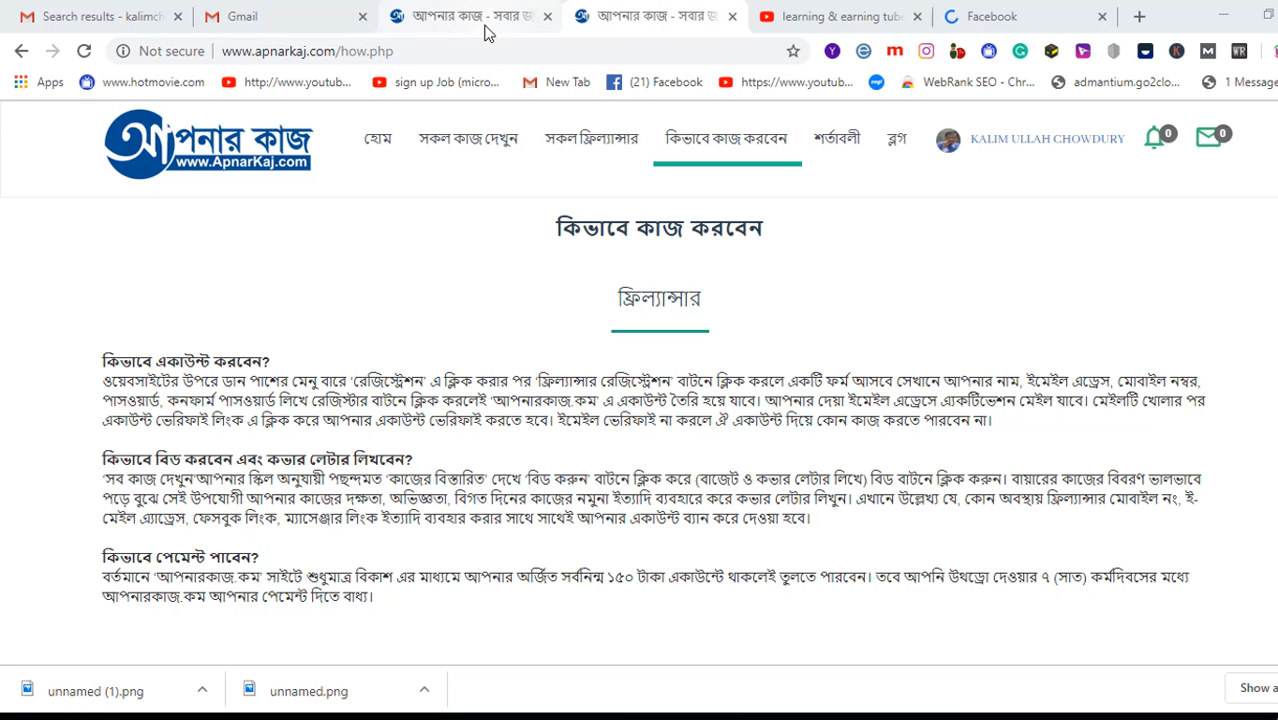 Search results - kalimch
Gmail
আপনার কাজ - সবার জ
আপনার কাজ - সবার জ
learning & earning tub
Facebook
Not secure
www.apnarkaj.com/how.php
Apps
www.hotmovie.com
http://www.youtub...
sign up Job (micro...
New Tab
(21) Facebook
https://www.youtub...
WebRank SEO - Chr...
admantium.go2clo...
1 Message
আপনার কাজ
www.ApnarKaj.com
হোম
সকল কাজ দেখুন
সকল ফ্রিল্যান্সার
কিভাবে কাজ করবেন
শর্তাবলী
ব্লগ
KALIM ULLAH CHOWDURY
0
0
কিভাবে কাজ করবেন
ফ্রিল্যান্সার
কিভাবে একাউন্ট করবেন?
ওয়েবসাইটের উপরে ডান পাশের মেনু বারে ‘রেজিস্ট্রেশন’ এ ক্লিক করার পর ‘ফ্রিল্যান্সার রেজিস্ট্রেশন’ বাটনে ক্লিক করলে একটি ফর্ম আসবে সেখানে আপনার নাম, ইমেইল এড্রেস, মোবাইল নম্বর,
পাসওয়ার্ড, কনফার্ম পাসওয়ার্ড লিখে রেজিস্টার বাটনে ক্লিক করলেই ‘আপনারকাজ.কম’ এ একাউন্ট তৈরি হয়ে যাবে। আপনার দেয়া ইমেইল এড্রেসে এ্যকটিভেশন মেইল যাবে। মেইলটি খোলার পর
একাউন্ট ভেরিফাই লিংক এ ক্লিক করে আপনার একাউন্ট ভেরিফাই করতে হবে। ইমেইল ভেরিফাই না করলে ঐ একাউন্ট দিয়ে কোন কাজ করতে পারবেন না।
কিভাবে বিড করবেন এবং কভার লেটার লিখবেন?
‘সব কাজ দেখুন’আপনার স্কিল অনুযায়ী পছন্দমত ‘কাজের বিস্তারিত’ দেখে ‘বিড করুন’ বাটনে ক্লিক করে (বাজেট ও কভার লেটার লিখে) বিড বাটনে ক্লিক করুন। বায়ারের কাজের বিবরণ ভালভাবে
পড়ে বুঝে সেই উপযোগী আপনার কাজের দক্ষতা, অভিজ্ঞতা, বিগত দিনের কাজের নমুনা ইত্যাদি ব্যবহারে করে কভার লেটার লিখুন। এখানে উল্লেখ্য যে, কোন অবস্থায় ফ্রিল্যান্সার মোবাইল নং, ই-
মেইল এ্যাড্রেস, ফেসবুক লিংক, ম্যাসেঞ্জার লিংক ইত্যাদি ব্যবহার করার সাথে সাথেই আপনার একাউন্ট ব্যান করে দেওয়া হবে।
কিভাবে পেমেন্ট পাবেন?
বর্তমানে ‘আপনারকাজ.কম’ সাইটে শুধুমাত্র বিকাশ এর মাধ্যমে আপনার অর্জিত সর্বনিম্ন ১৫০ টাকা একাউন্টে থাকলেই তুলতে পারবেন। তবে আপনি উথড্রো দেওয়ার ৭ (সাত) কর্মদিবসের মধ্যে
আপনারকাজ.কম আপনার পেমেন্ট দিতে বাধ্য।
unnamed (1).png
unnamed.png
Show a